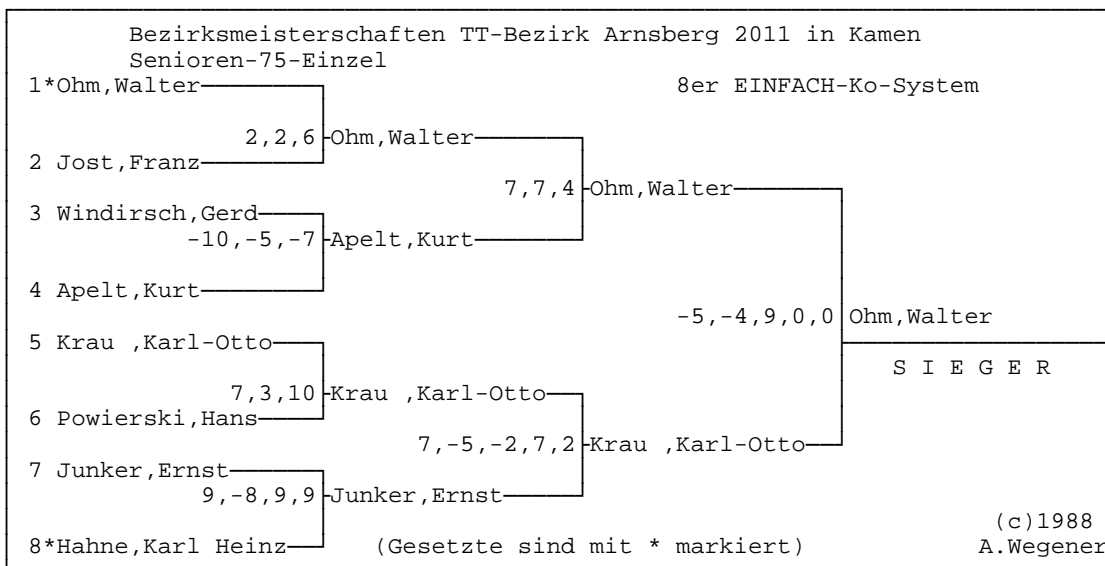 Bezirksmeisterschaften TT-Bezirk Arnsberg 2011 in Kamen
Senioren-75-Einzel
1*Ohm,Walter 8er EINFACH-Ko-System
2,2,6 Ohm,Walter
2 Jost,Franz
7,7,4 Ohm,Walter
3 Windirsch,Gerd
-10,-5,-7 Apelt,Kurt
4 Apelt,Kurt
-5,-4,9,0,0 Ohm,Walter
5 Krau ,Karl-Otto
S I E G E R
7,3,10 Krau ,Karl-Otto
6 Powierski,Hans
7,-5,-2,7,2 Krau ,Karl-Otto
7 Junker,Ernst
9,-8,9,9 Junker,Ernst
(c)1988
8*Hahne,Karl Heinz (Gesetzte sind mit * markiert) A.Wegener